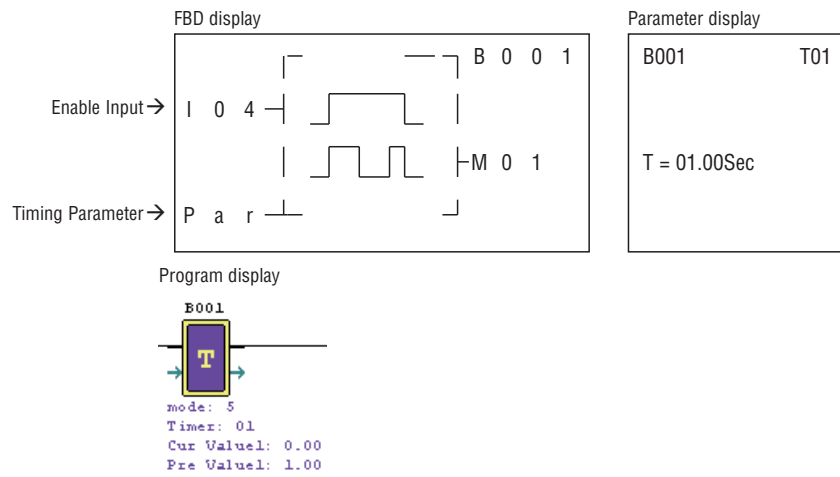 FBD display
Parameter display
B 0 0 1
B001 T01
Enable Input→
I 0 4
M 0 1
T = 01.00Sec
Timing Parameter→
P a r
Program display
B001
T
mode: 5
Timer: 01
Cur Value1: 0.00
Pre Value1: 1.00